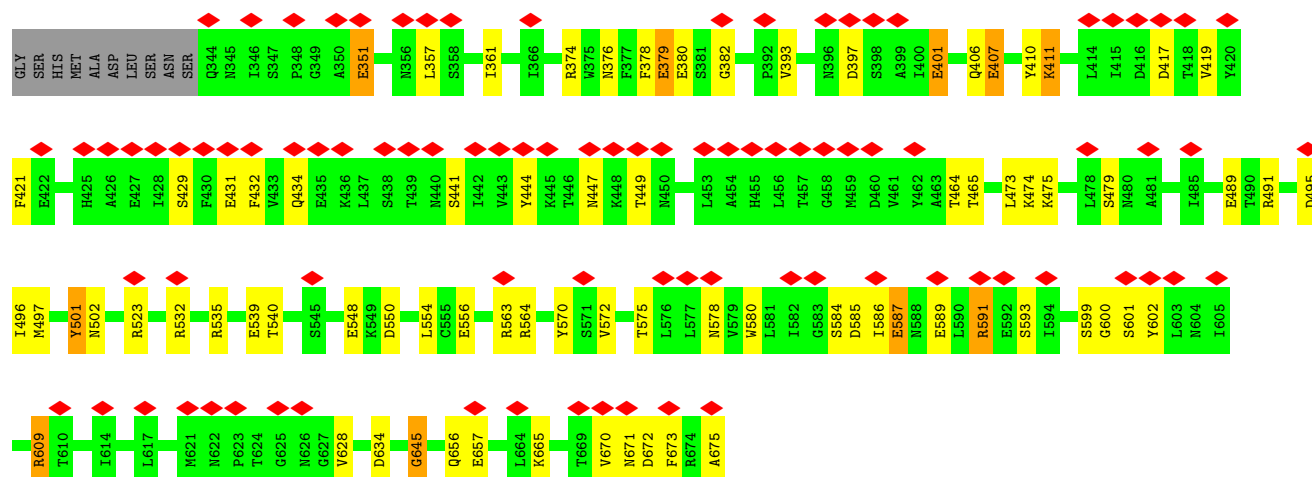 GLY SER HIS MET ALA ASP LEU SER ASN SER Q344 N345 I346 S347 P348 G349 A350 E351 N356 L357 S358 I361 I366 R374 W375 N376 F377 F378 E379 E380 S381 G382 P392 V393 N396 D397 S398 A399 I400 E401 Q406 E407 Y410 K411 L414 I415 D416 D417 T418 V419 Y420
F421 E422 H425 A426 E427 I428 S429 F430 E431 F432 V433 Q434 E435 K436 L437 S438 T439 N440 S441 I442 V443 Y444 K445 T446 N447 K448 T449 N450 L453 A454 H455 L456 T457 G458 M459 D460 V461 Y462 A463 T464 T465 L473 K474 K475 L478 S479 N480 A481 I485 E489 T490 R491 D495
I496 M497 Y501 N502 R523 R532 R535 E539 T540 S545 E548 K549 D550 L554 C555 E556 R563 R564 Y570 S571 V572 T575 L576 L577 N578 V579 W580 L581 I582 G583 S584 D585 I586 E587 N588 E589 L590 R591 E592 S593 I594 S599 G600 S601 Y602 L603 N604 I605
R609 T610 I614 L617 M621 N622 P623 T624 G625 N626 G627 V628 D634 G645 Q656 E657 L664 K665 T669 V670 N671 D672 F673 R674 A675